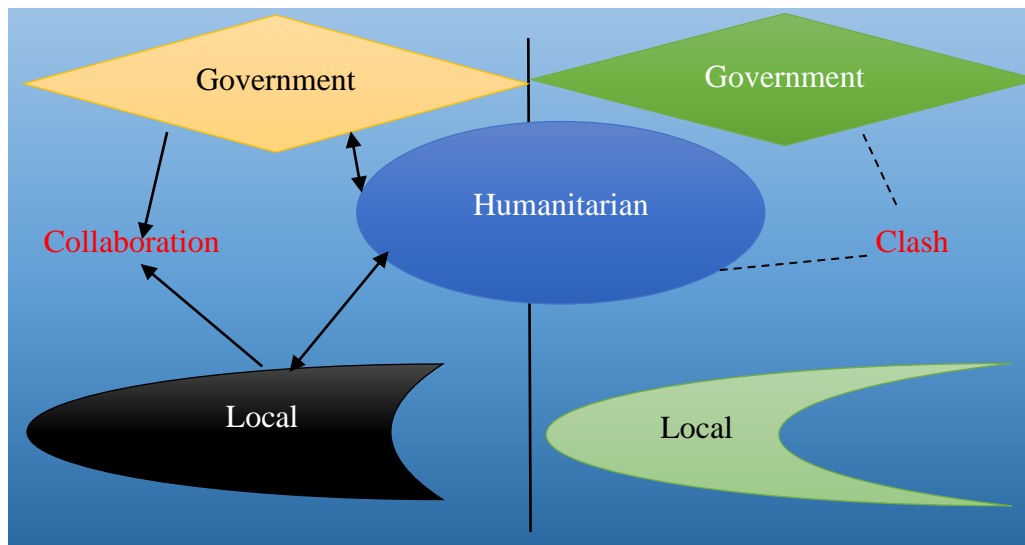 Government
Government
Humanitarian
Collaboration
Clash
Local
Local